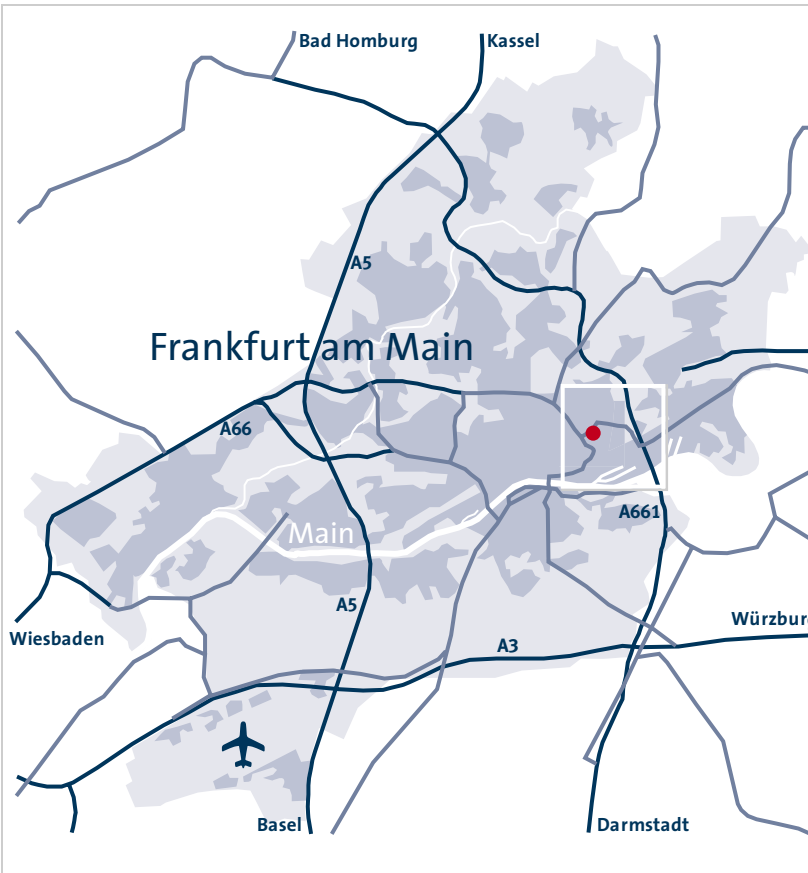 Bad Homburg
Kassel
A5
Frankfurt am Main
A66
A661
Main
A5
Würzbur
Wiesbaden
A3
Basel
Darmstadt